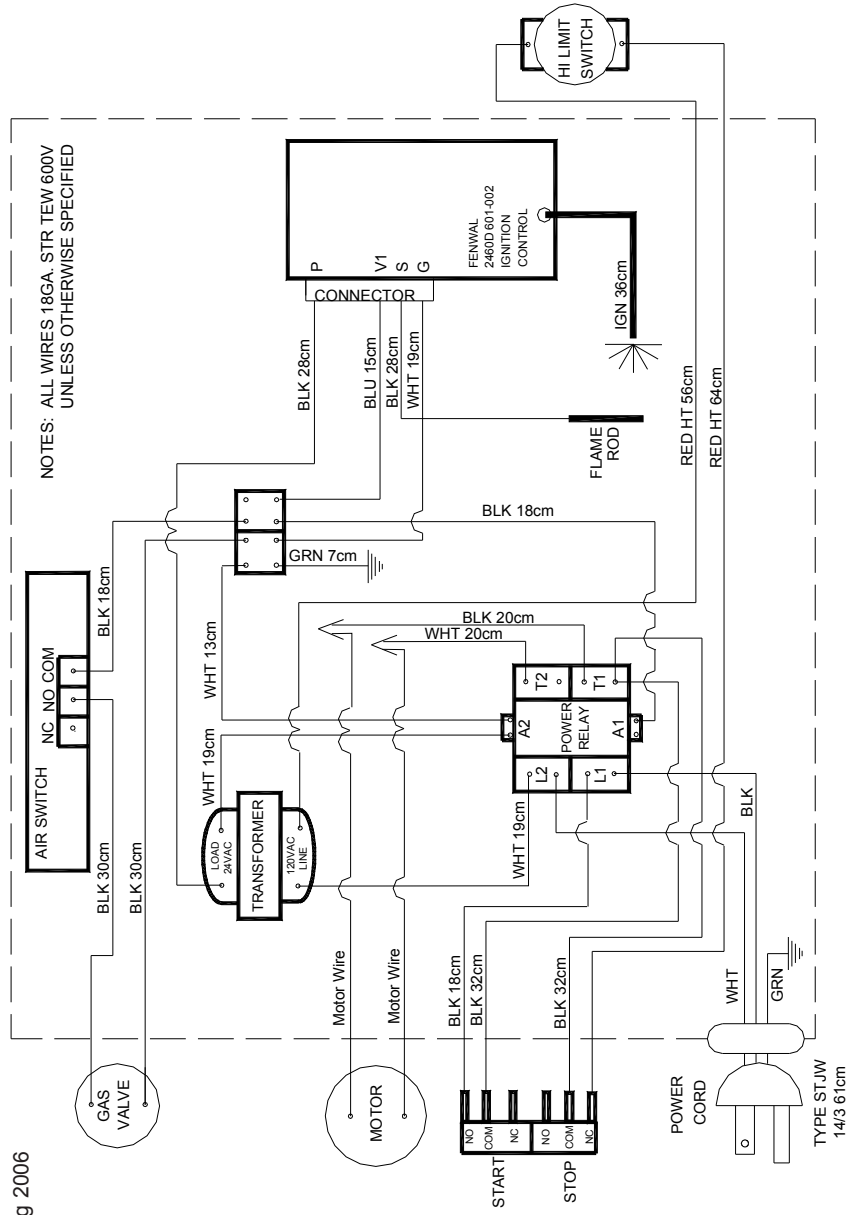 g 2006
NOTES: ALL WIRES 18GA. STR TEW 600V
UNLESS OTHERWISE SPECIFIED
AIR SWITCH
NC
NO
COM
BLK 18cm
BLK 30cm
BLK 30cm
GAS
VALVE
FENWAL
2460D 601-002
IGNITION
CONTROL
P
V1
S
G
CONNECTOR
BLK 28cm
BLU 15cm
BLK 28cm
WHT 19cm
IGN 36cm
FLAME
ROD
HI LIMIT
SWITCH
RED HT 56cm
RED HT 64cm
GRN 7cm
BLK 18cm
WHT 13cm
WHT 19cm
LOAD
24VAC
TRANSFORMER
120VAC
LINE
BLK 20cm
WHT 20cm
T2
T1
A2
POWER
RELAY
A1
L2
L1
WHT 19cm
Motor Wire
Motor Wire
MOTOR
BLK 18cm
BLK 32cm
BLK 32cm
BLK
WHT
GRN
NO
COM
NC
NO
COM
NC
START
STOP
POWER
CORD
TYPE STJW
14/3 61cm